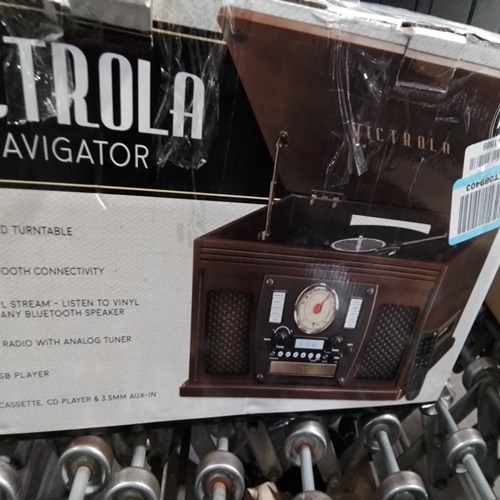 CTROLA
AVIGATOR
D TURNTABLE
OOTH CONNECTIVITY
L STREAM - LISTEN TO VINYL
ANY BLUETOOTH SPEAKER
RADIO WITH ANALOG TUNER
SB PLAYER
CASSETTE, CD PLAYER & 3.5MM AUX-IN
VICTROLA
T0689403